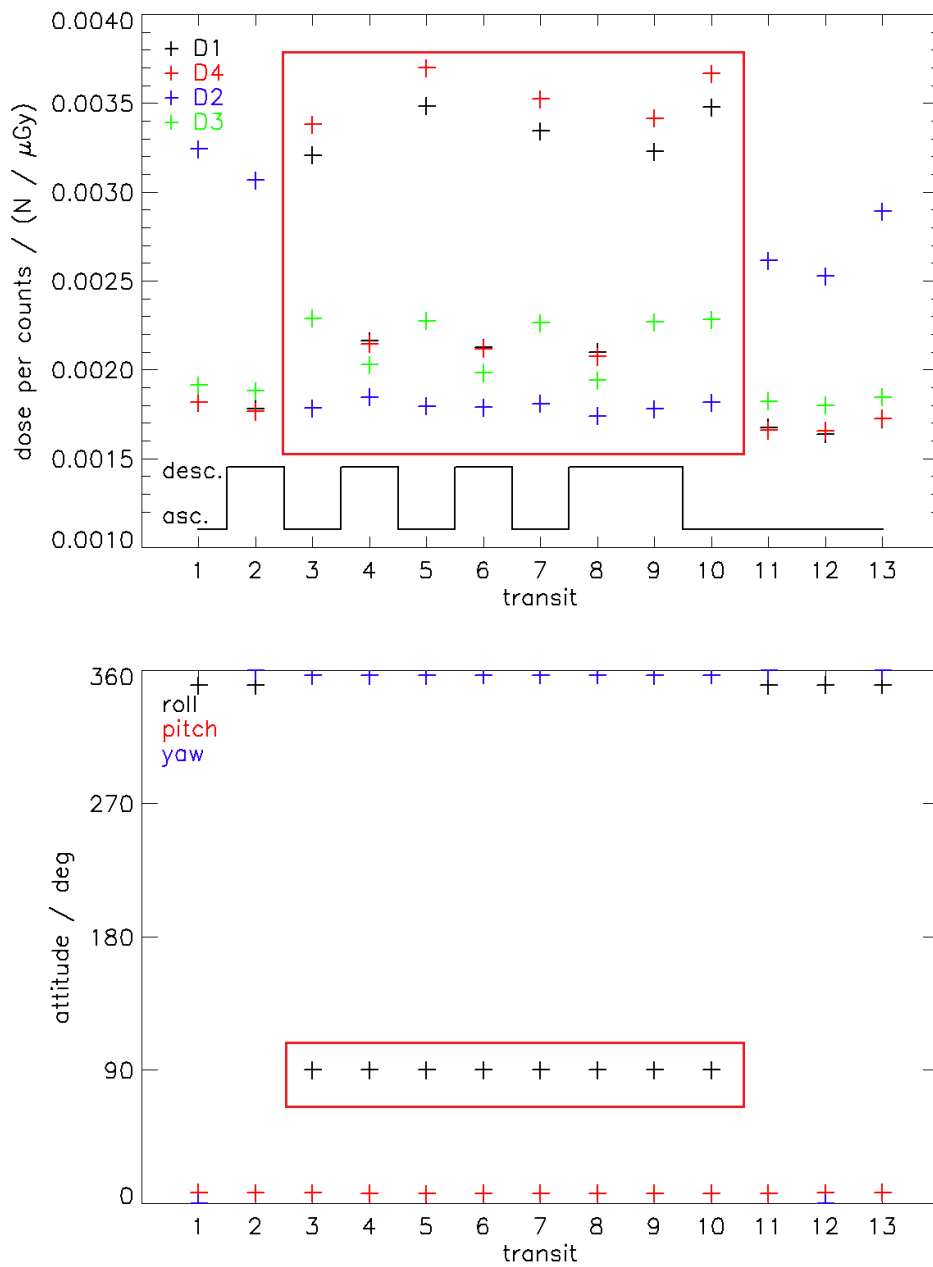 0.0040
0.0035
0.0030
0.0025
0.0020
0.0015
0.0010
dose per counts / (N / μGy)
D1
D4
D2
D3
desc.
asc.
1 2 3 4 5 6 7 8 9 10 11 12 13
transit
360
270
180
90
0
attitude / deg
roll
pitch
yaw
1 2 3 4 5 6 7 8 9 10 11 12 13
transit